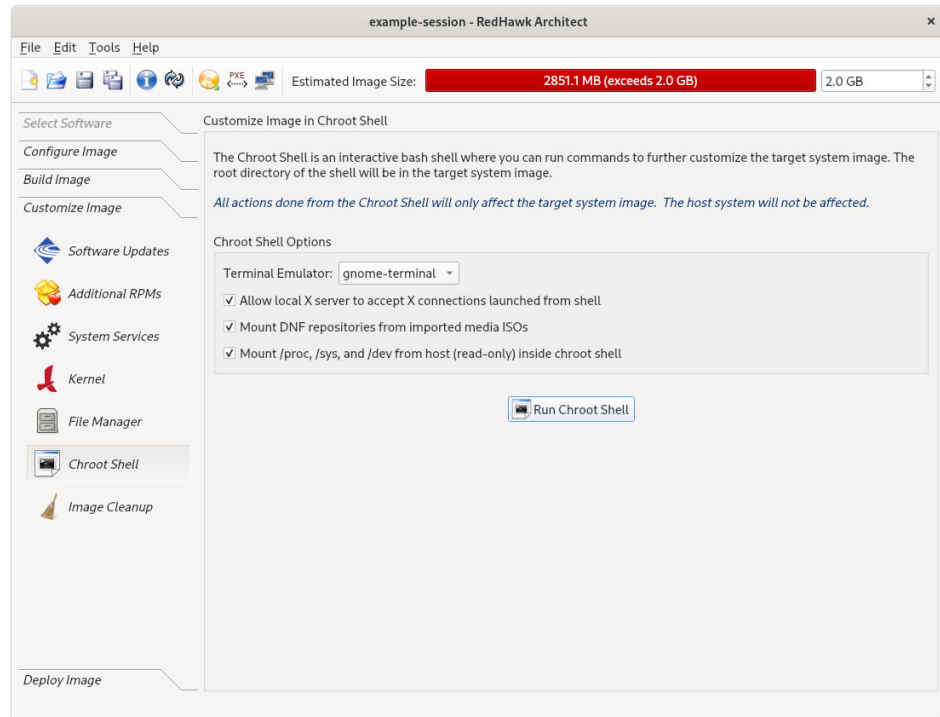 example-session - RedHawk Architect
File Edit Tools Help
PXE
Estimated Image Size:
2851.1 MB (exceeds 2.0 GB)
2.0 GB
Select Software
Configure Image
Build Image
Customize Image
Software Updates
Additional RPMs
System Services
Kernel
File Manager
Chroot Shell
Image Cleanup
Deploy Image
Customize Image in Chroot Shell
The Chroot Shell is an interactive bash shell where you can run commands to further customize the target system image. The
root directory of the shell will be in the target system image.
All actions done from the Chroot Shell will only affect the target system image. The host system will not be affected.
Chroot Shell Options
Terminal Emulator: gnome-terminal
Allow local X server to accept X connections launched from shell
Mount DNF repositories from imported media ISOs
Mount /proc, /sys, and /dev from host (read-only) inside chroot shell
Run Chroot Shell